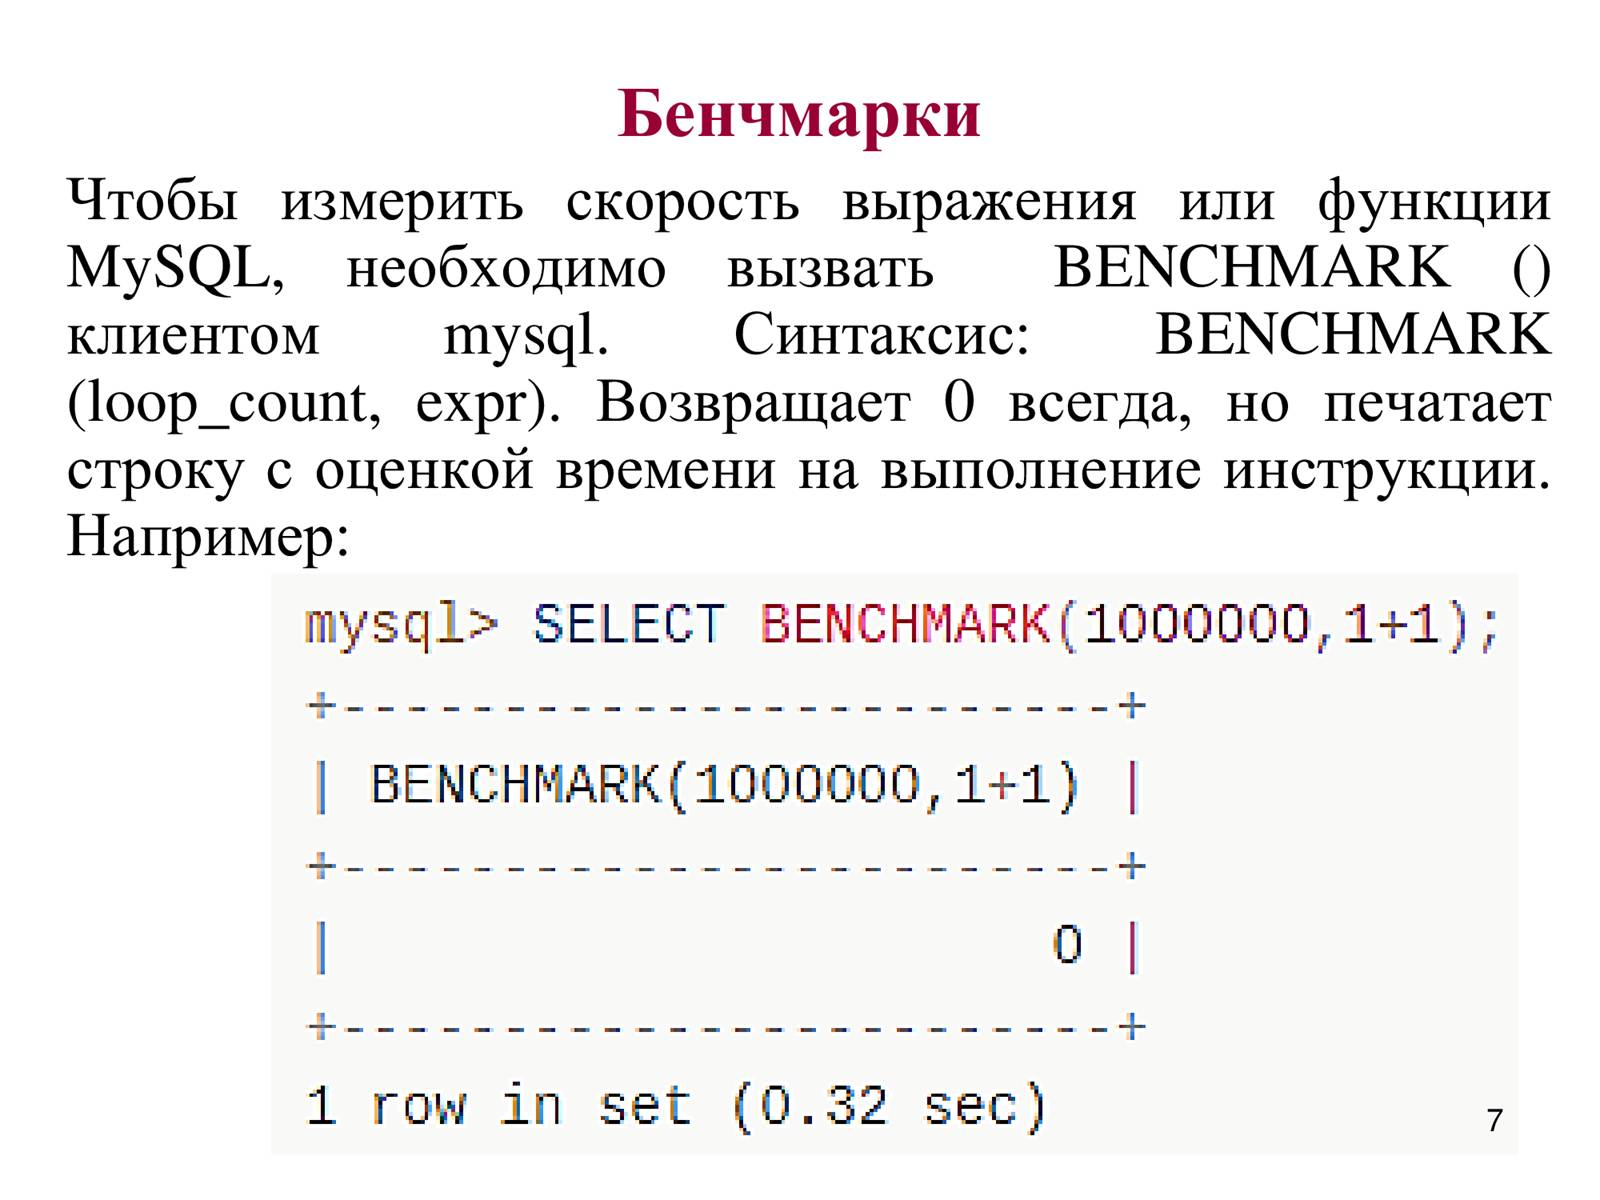 Бенчмарки
Чтобы измерить скорость выражения или функции
MySQL, необходимо вызвать BENCHMARK ()
клиентом mysql. Синтаксис: BENCHMARK
(loop_count, expr). Возвращает 0 всегда, но печатает
строку с оценкой времени на выполнение инструкции.
Например:
mysql> SELECT BENCHMARK(1000000,1+1);
+------------------------+
| BENCHMARK(1000000,1+1) |
+------------------------+
|                      0 |
+------------------------+
1 row in set (0.32 sec)
7